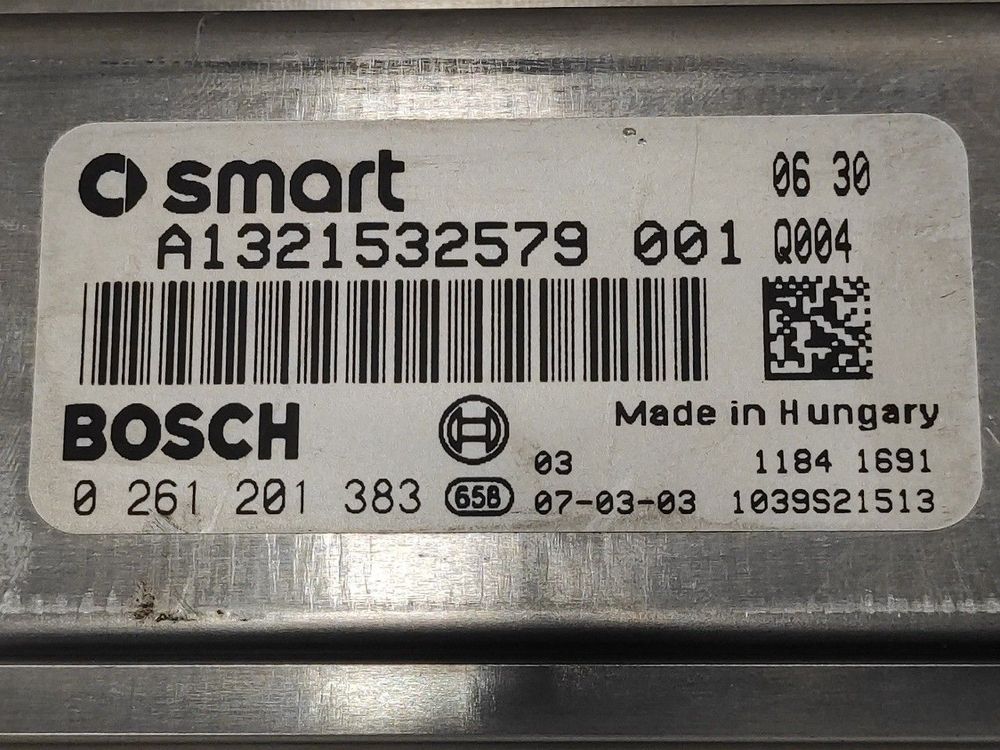 smart
06 30
A1321532579 001
Q004
BOSCH
Made in Hungary
03
1184 1691
0 261 201 383
658
07-03-03
1039S21513